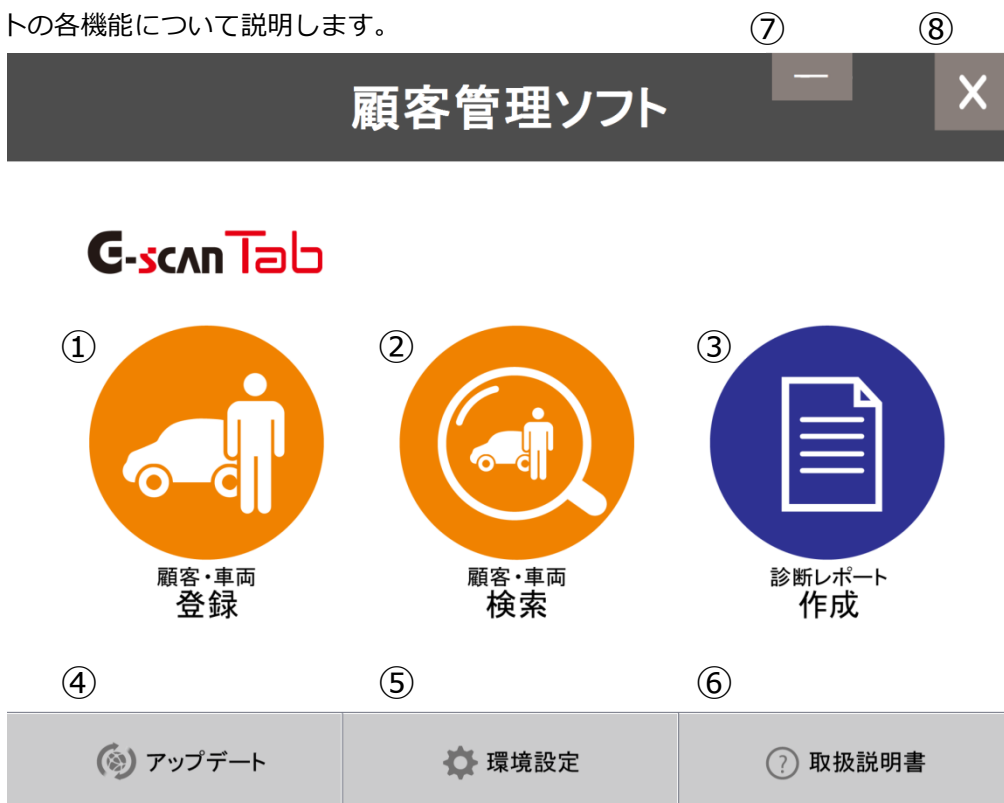 トの各機能について説明します。
⑦ ⑧
顧客管理ソフト
G-scan Tab
① ② ③
顧客・車両 顧客・車両 診断レポート
登録 検索 作成
④ ⑤ ⑥
アップデート 環境設定 ? 取扱説明書